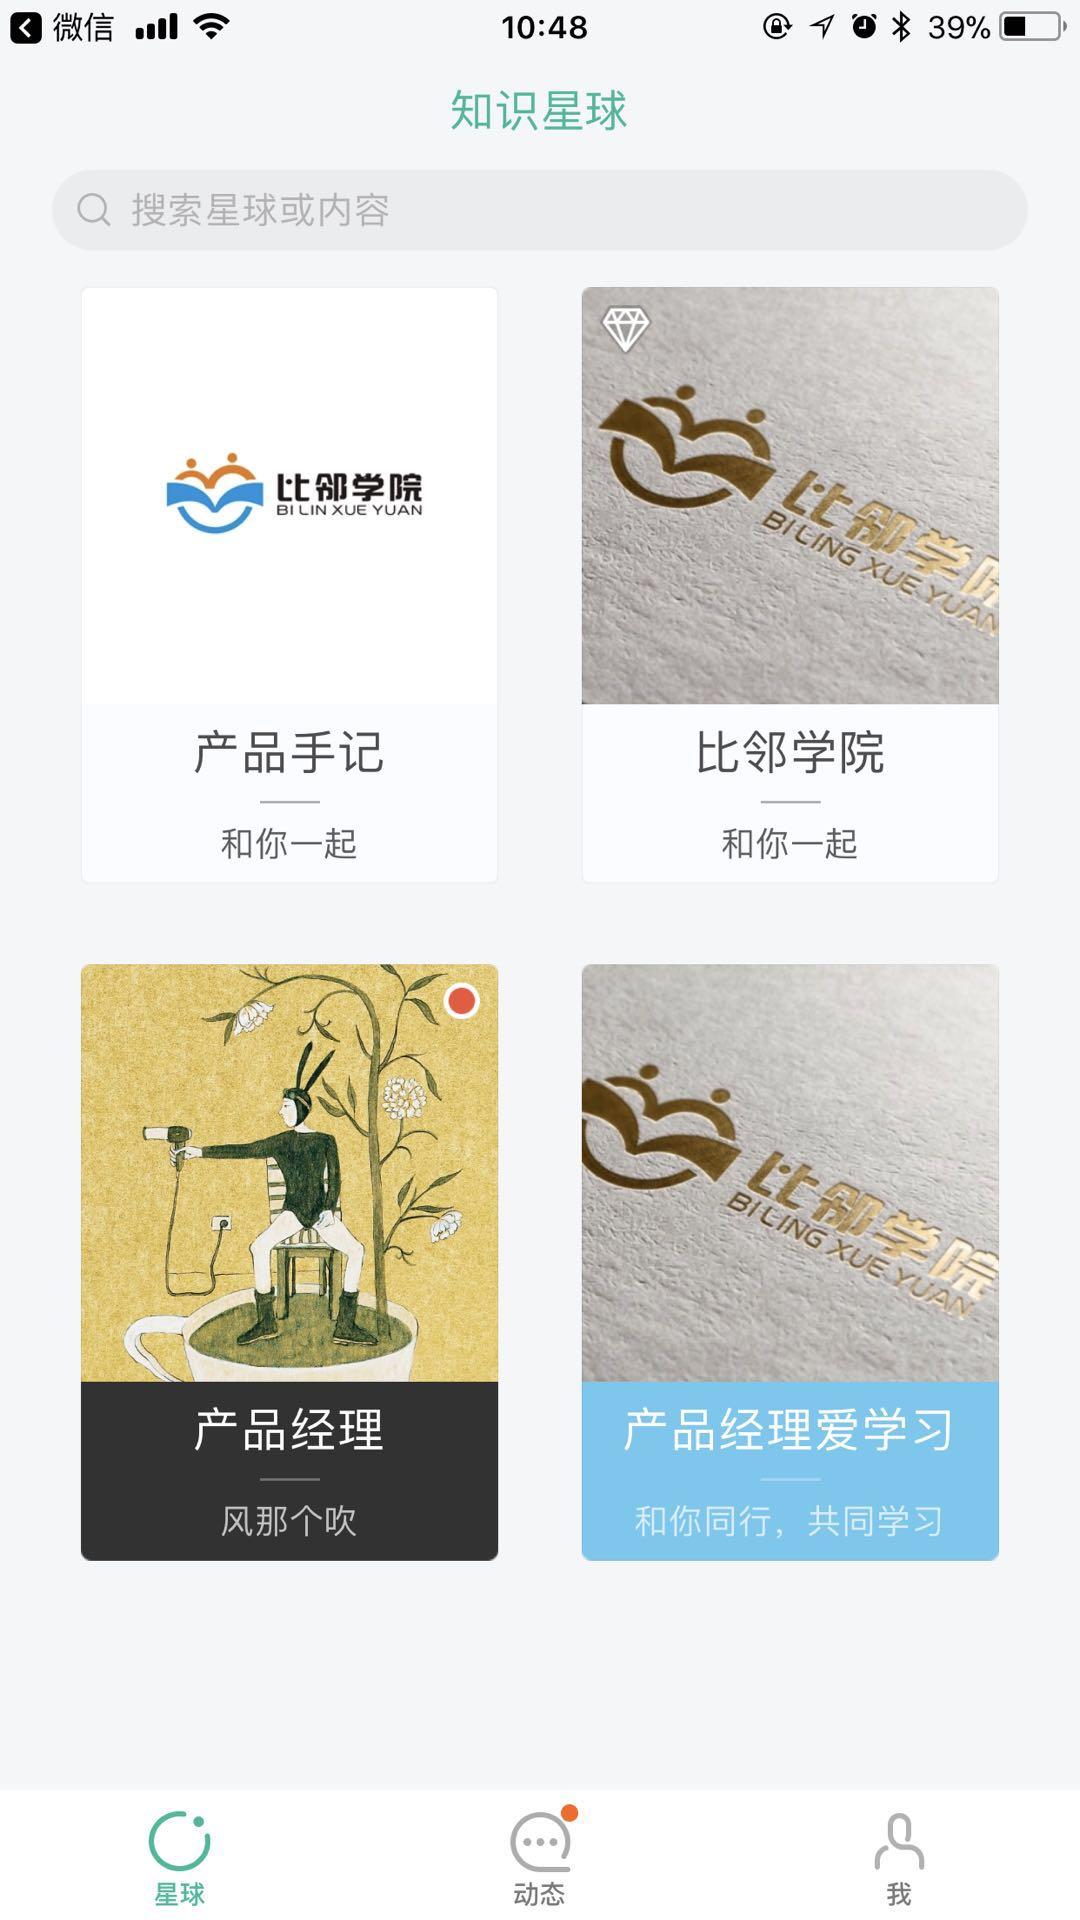 微信
10:48
39%
知识星球
搜索星球或内容
比邻学院
BI LIN XUE YUAN
比邻学院
BI LING XUE YUAN
产品手记
和你一起
比邻学院
和你一起
比邻学院
BI LING XUE YUAN
产品经理
风那个吹
产品经理爱学习
和你同行，共同学习
星球
动态
我